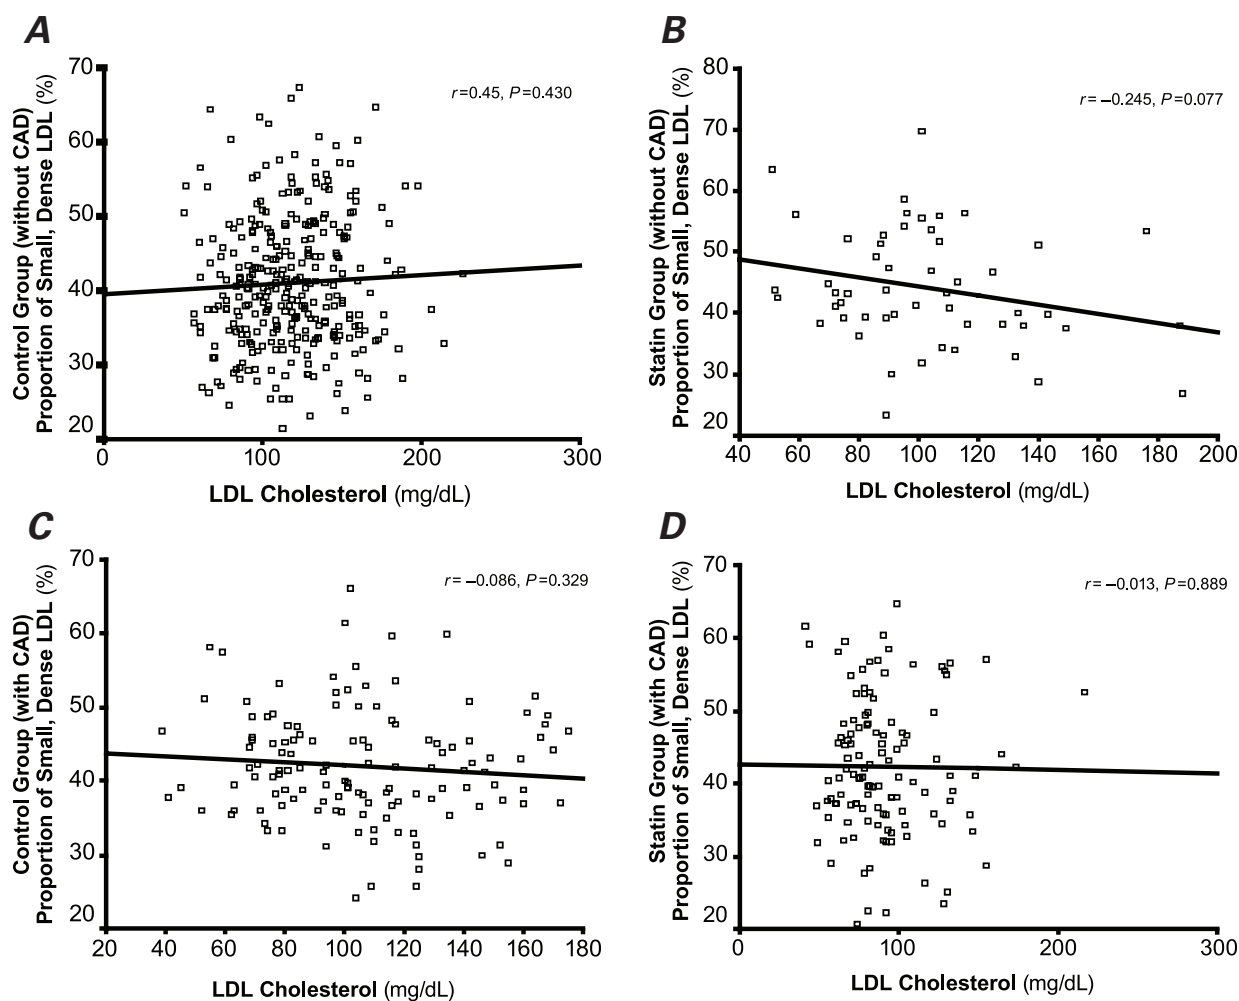 A
Control Group (without CAD)
Proportion of Small, Dense LDL (%)
70
60
50
40
30
20
r=0.45, P=0.430
0
100
200
300
LDL Cholesterol (mg/dL)
B
Statin Group (without CAD)
Proportion of Small, Dense LDL (%)
80
70
60
50
40
30
20
r=–0.245, P=0.077
40
60
80
100
120
140
160
180
200
LDL Cholesterol (mg/dL)
C
Control Group (with CAD)
Proportion of Small, Dense LDL (%)
70
60
50
40
30
20
r=–0.086, P=0.329
20
40
60
80
100
120
140
160
180
LDL Cholesterol (mg/dL)
D
Statin Group (with CAD)
Proportion of Small, Dense LDL (%)
70
60
50
40
30
20
r=–0.013, P=0.889
0
100
200
300
LDL Cholesterol (mg/dL)